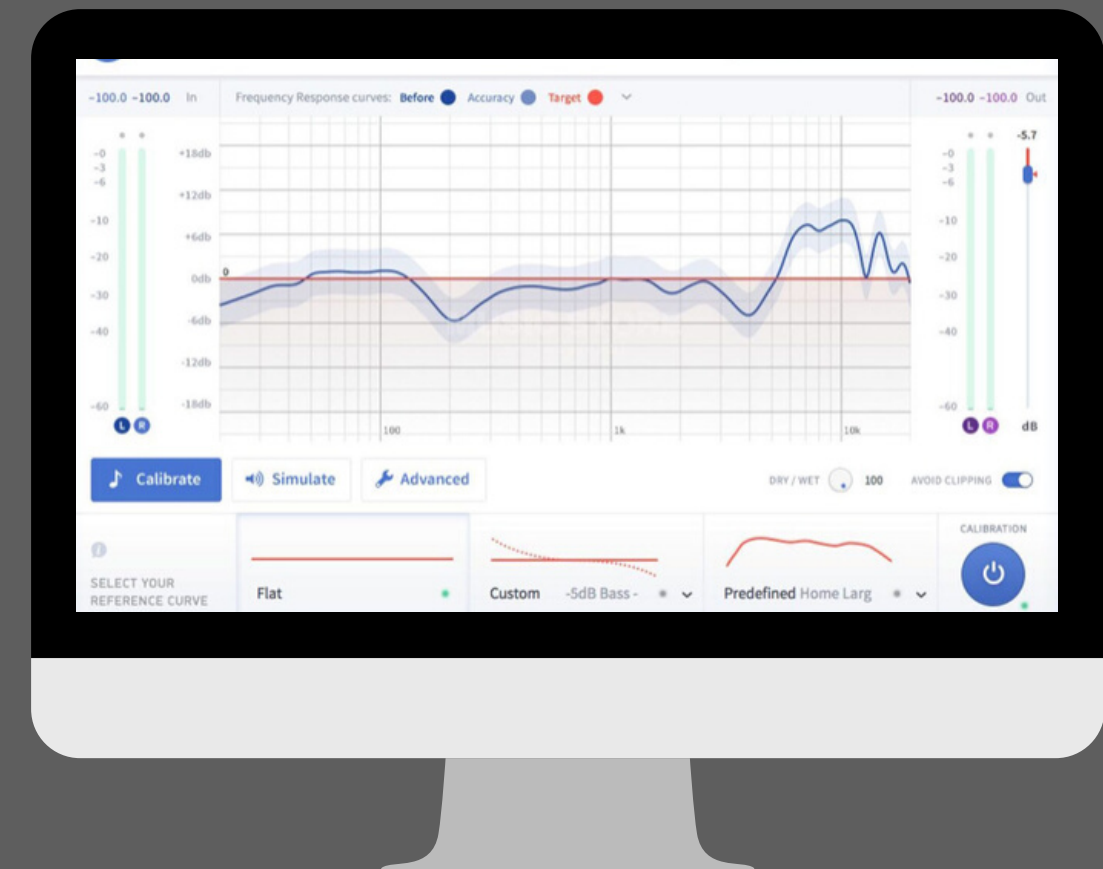 -100.0 -100.0 In
Frequency Response curves: Before Accuracy Target
-100.0 -100.0 Out
-5.7
-0
-3
-6
-10
-20
-30
-40
-60
L R
+18db
+12db
+6db
0db
-6db
-12db
-18db
0
100
1k
10k
-0
-3
-6
-10
-20
-30
-40
-60
L R
dB
Calibrate
Simulate
Advanced
DRY / WET 100
AVOID CLIPPING
SELECT YOUR
REFERENCE CURVE
Flat
Custom -5dB Bass -
Predefined Home Larg
CALIBRATION